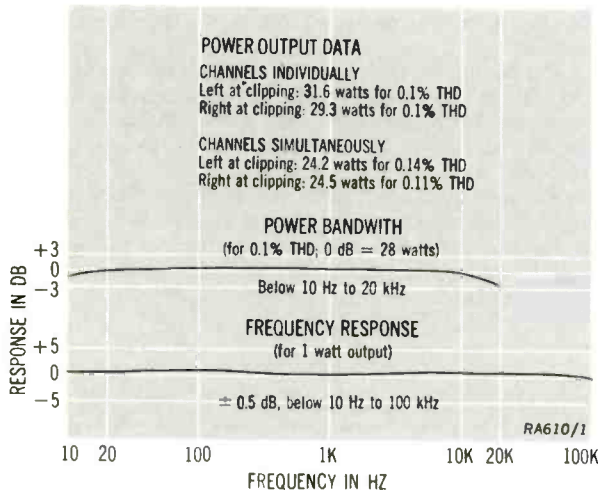 POWER OUTPUT DATA
CHANNELS INDIVIDUALLY
Left at clipping: 31.6 watts for 0.1% THD
Right at clipping: 29.3 watts for 0.1% THD
CHANNELS SIMULTANEOUSLY
Left at clipping: 24.2 watts for 0.14% THD
Right at clipping: 24.5 watts for 0.11% THD
POWER BANDWITH
(for 0.1% THD; 0 dB = 28 watts)
+3
0
−3
Below 10 Hz to 20 kHz
RESPONSE IN DB
FREQUENCY RESPONSE
(for 1 watt output)
+5
0
−5
± 0.5 dB, below 10 Hz to 100 kHz
RA610/1
10 20 100 1K 10K 20K 100K
FREQUENCY IN HZ